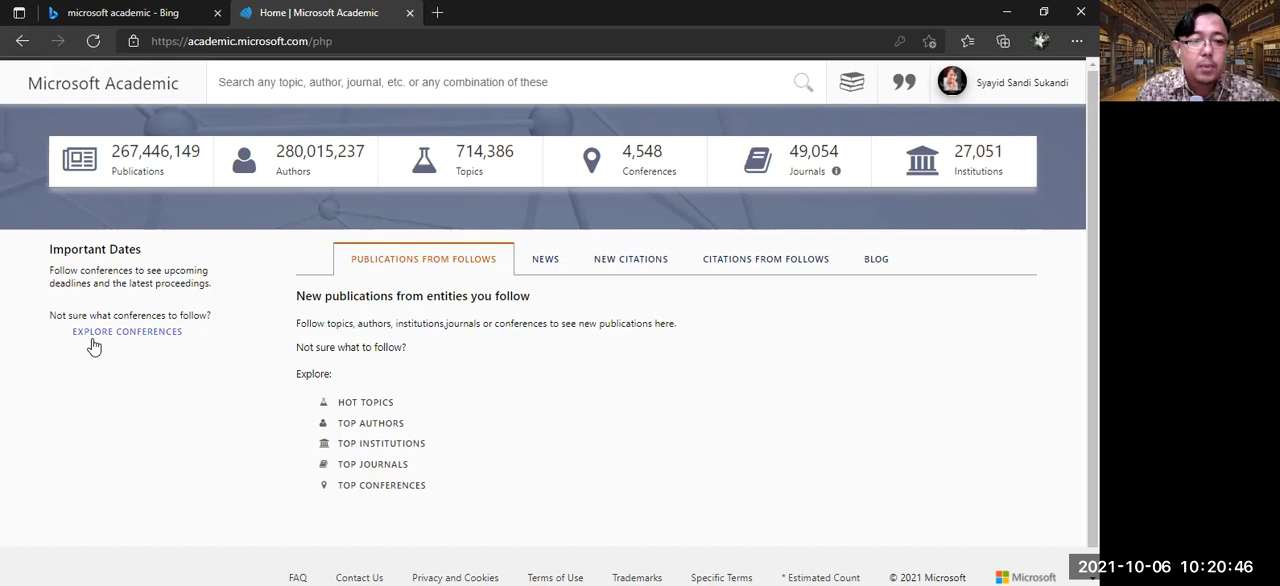 microsoft academic - Bing
Home | Microsoft Academic
https://academic.microsoft.com/php
Microsoft Academic
Search any topic, author, journal, etc. or any combination of these
Syayid Sandi Sukandi
267,446,149
Publications
280,015,237
Authors
714,386
Topics
4,548
Conferences
49,054
Journals
27,051
Institutions
Important Dates
Follow conferences to see upcoming
deadlines and the latest proceedings.
Not sure what conferences to follow?
EXPLORE CONFERENCES
PUBLICATIONS FROM FOLLOWS
NEWS
NEW CITATIONS
CITATIONS FROM FOLLOWS
BLOG
New publications from entities you follow
Follow topics, authors, institutions,journals or conferences to see new publications here.
Not sure what to follow?
Explore:
HOT TOPICS
TOP AUTHORS
TOP INSTITUTIONS
TOP JOURNALS
TOP CONFERENCES
FAQ
Contact Us
Privacy and Cookies
Terms of Use
Trademarks
Specific Terms
* Estimated Count
© 2021 Microsoft
Microsoft
2021-10-06 10:20:46